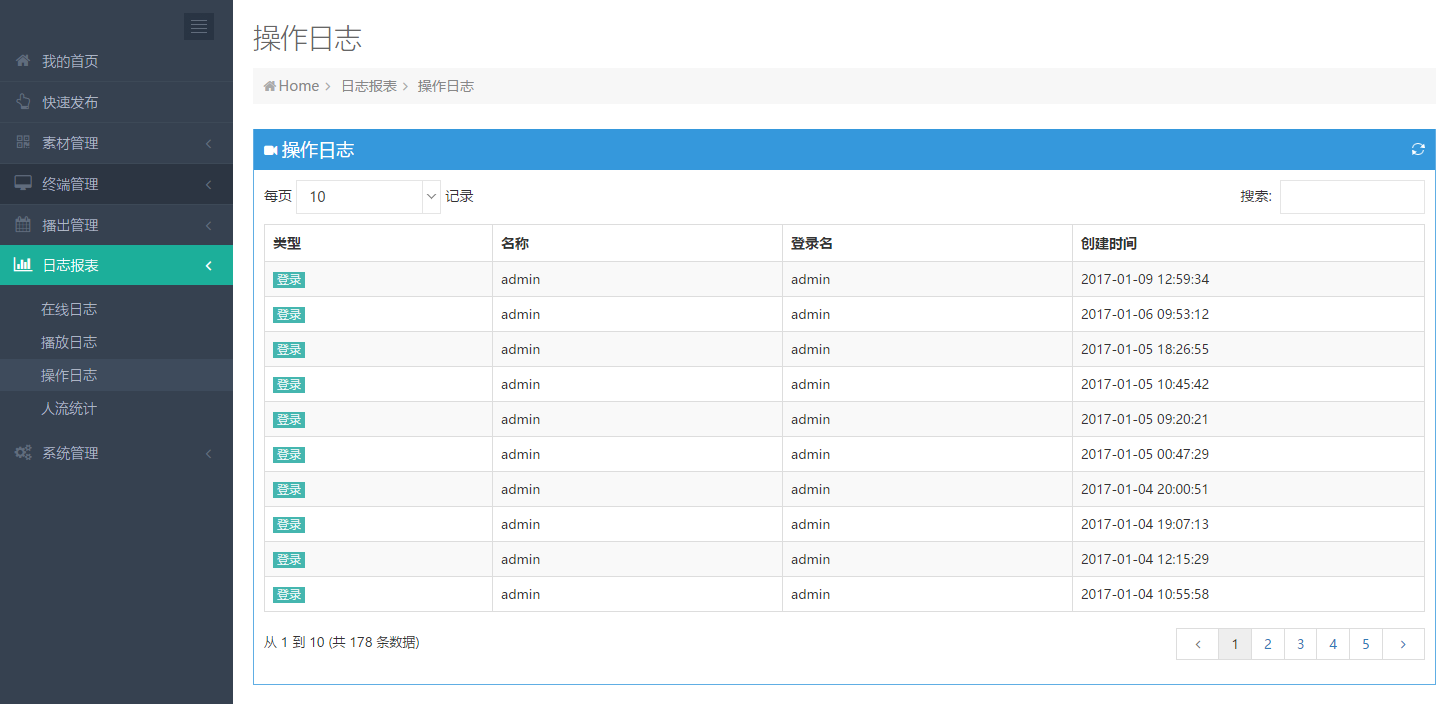 我的首页
快速发布
素材管理
终端管理
播出管理
日志报表
在线日志
播放日志
操作日志
人流统计
系统管理
操作日志
Home 日志报表 操作日志
操作日志
每页 10 记录 搜索:
类型 名称 登录名 创建时间
登录 admin admin 2017-01-09 12:59:34
登录 admin admin 2017-01-06 09:53:12
登录 admin admin 2017-01-05 18:26:55
登录 admin admin 2017-01-05 10:45:42
登录 admin admin 2017-01-05 09:20:21
登录 admin admin 2017-01-05 00:47:29
登录 admin admin 2017-01-04 20:00:51
登录 admin admin 2017-01-04 19:07:13
登录 admin admin 2017-01-04 12:15:29
登录 admin admin 2017-01-04 10:55:58
从 1 到 10 (共 178 条数据) 1 2 3 4 5